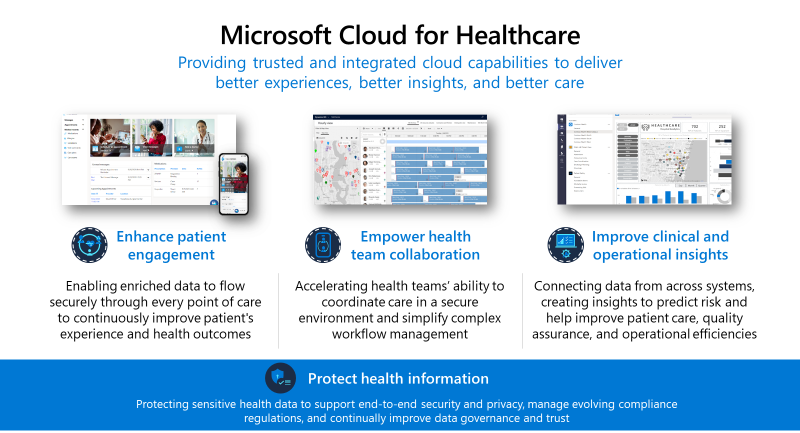 Microsoft Cloud for Healthcare
Providing trusted and integrated cloud capabilities to deliver
better experiences, better insights, and better care
HEALTHCARE
702
253
Enhance patient
engagement
Enabling enriched data to flow
securely through every point of care
to continuously improve patient's
experience and health outcomes
Empower health
team collaboration
Accelerating health teams' ability to
coordinate care in a secure
environment and simplify complex
workflow management
Improve clinical and
operational insights
Connecting data from across systems,
creating insights to predict risk and
help improve patient care, quality
assurance, and operational efficiencies
Protect health information
Protecting sensitive health data to support end-to-end security and privacy, manage evolving compliance
regulations, and continually improve data governance and trust